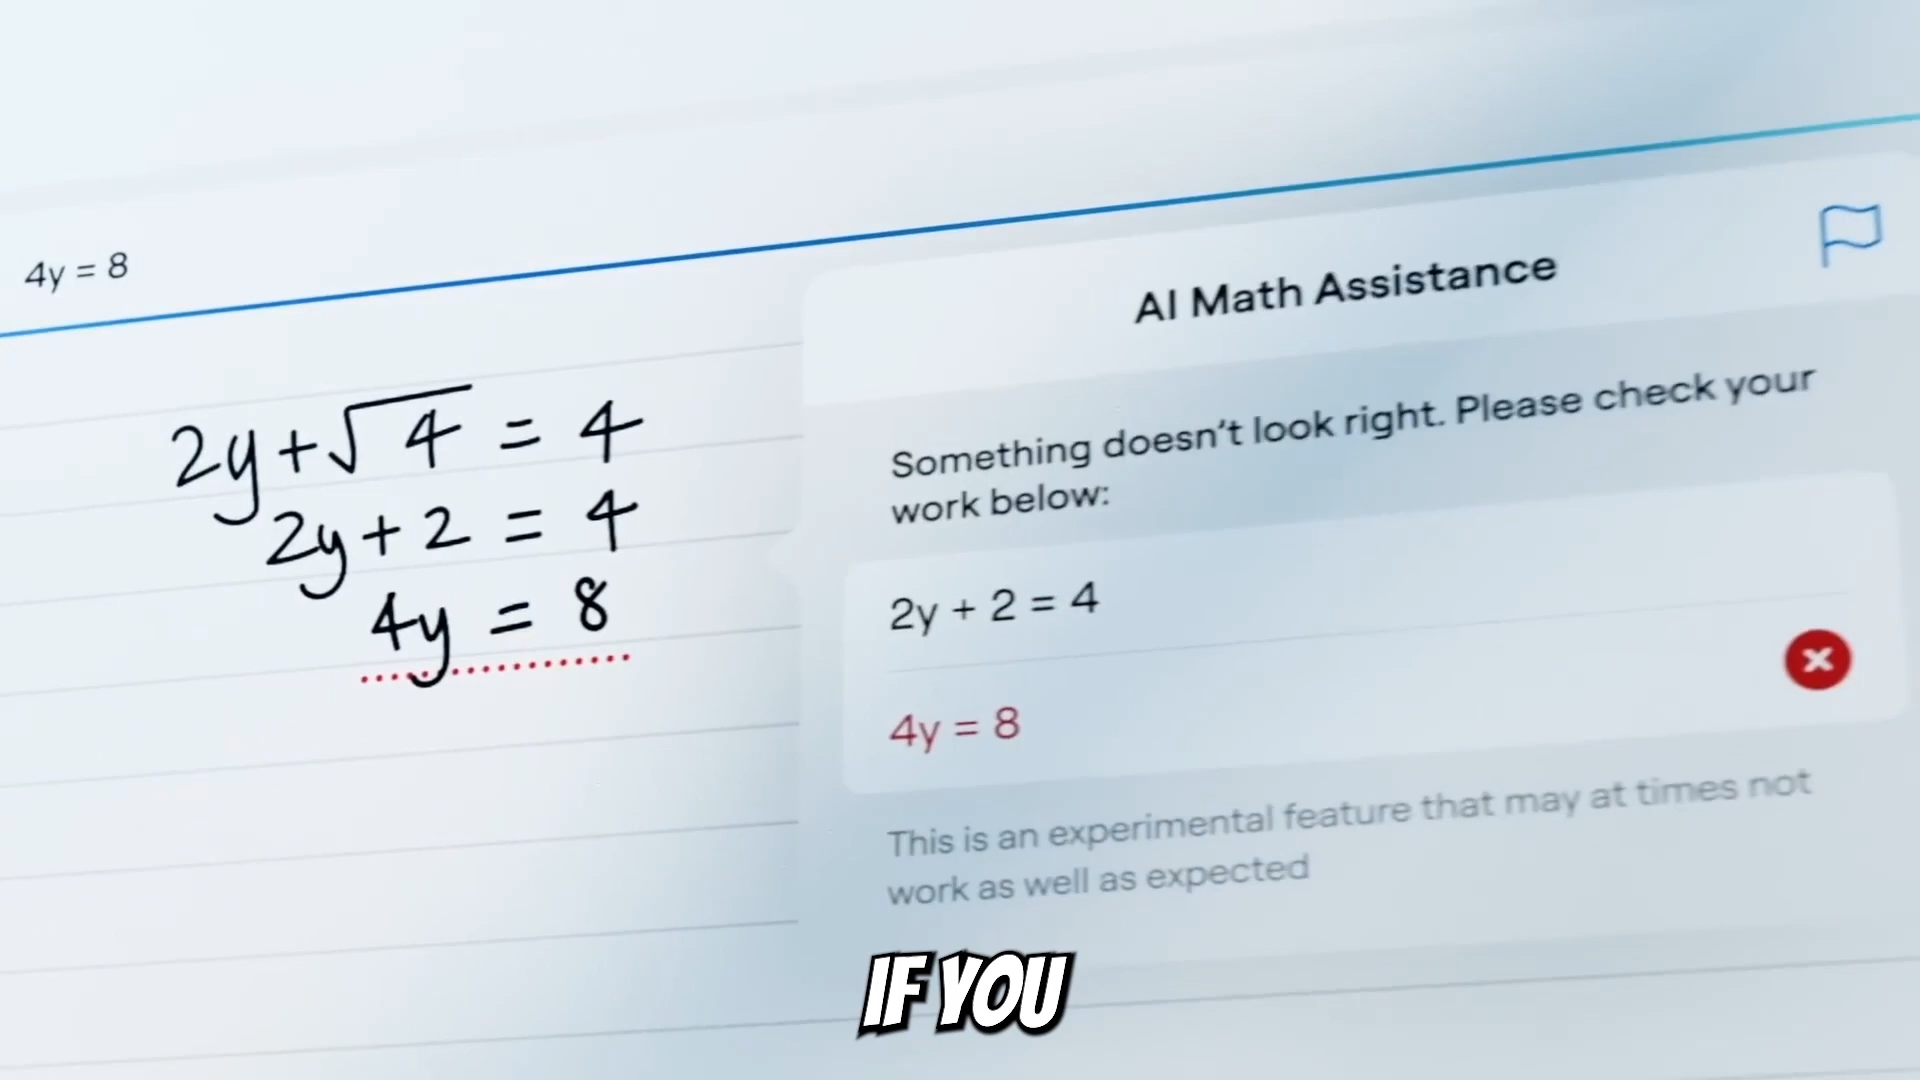 4y = 8
2y + √4 = 4
2y + 2 = 4
4y = 8
AI Math Assistance
Something doesn't look right. Please check your
work below:
2y + 2 = 4
4y = 8
This is an experimental feature that may at times not
work as well as expected
IF YOU